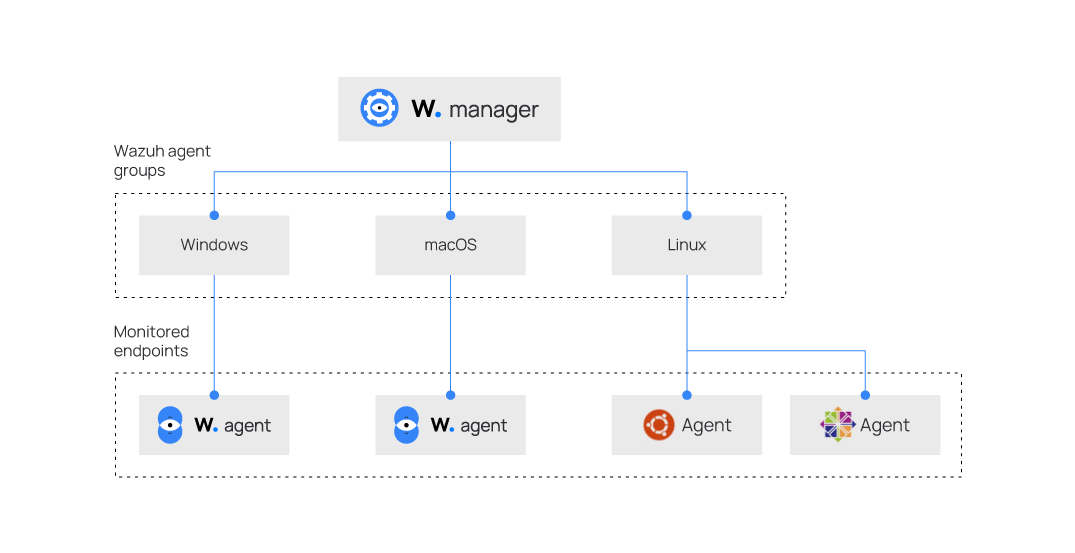 W. manager
Wazuh agent
groups
Windows
macOS
Linux
Monitored
endpoints
W. agent
W. agent
Agent
Agent